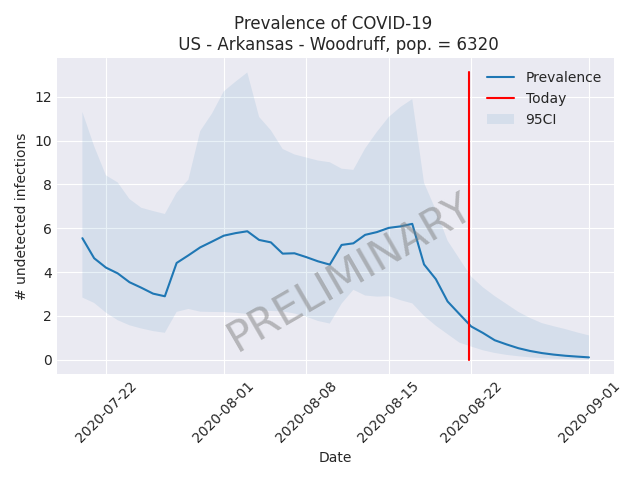 Prevalence of COVID-19
US - Arkansas - Woodruff, pop. = 6320
Prevalence
Today
95CI
PRELIMINARY
# undetected infections
12
10
8
6
4
2
0
2020-07-22
2020-08-01
2020-08-08
2020-08-15
2020-08-22
2020-09-01
Date